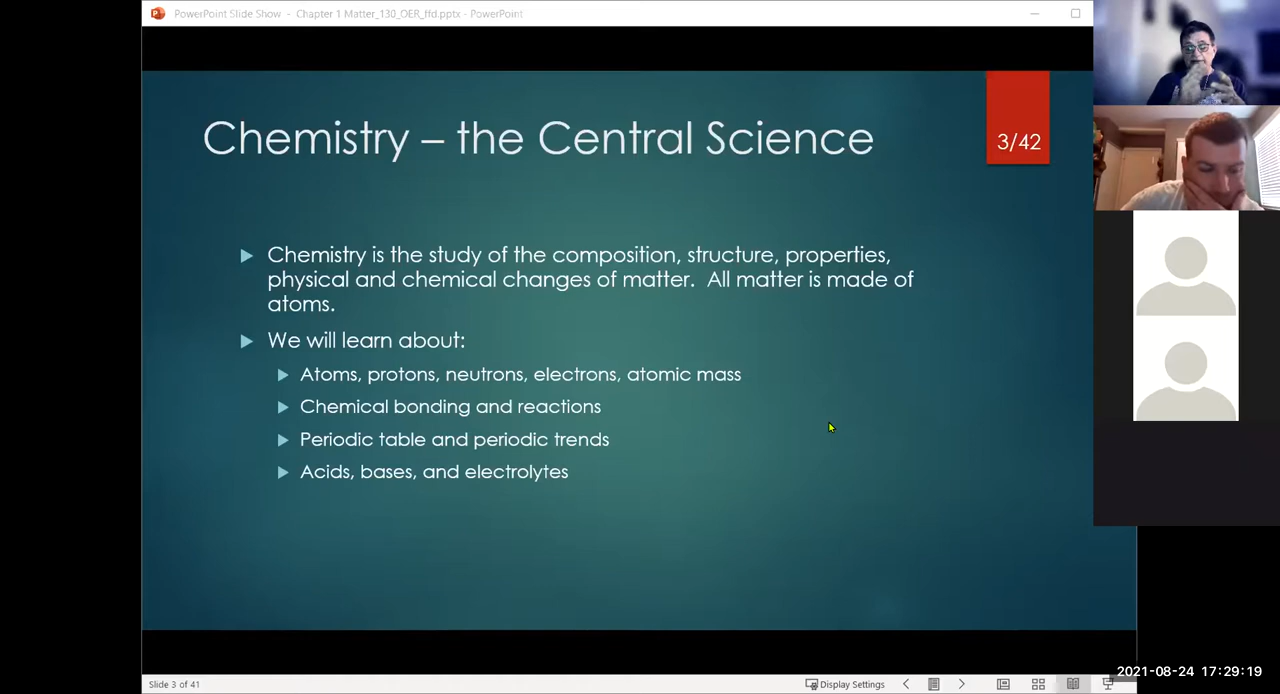 PowerPoint Slide Show - Chapter 1 Matter_130_OER_ffd.pptx - PowerPoint
Chemistry – the Central Science
3/42
Chemistry is the study of the composition, structure, properties,
physical and chemical changes of matter. All matter is made of
atoms.
We will learn about:
Atoms, protons, neutrons, electrons, atomic mass
Chemical bonding and reactions
Periodic table and periodic trends
Acids, bases, and electrolytes
2021-08-24 17:29:19
Slide 3 of 41
Display Settings